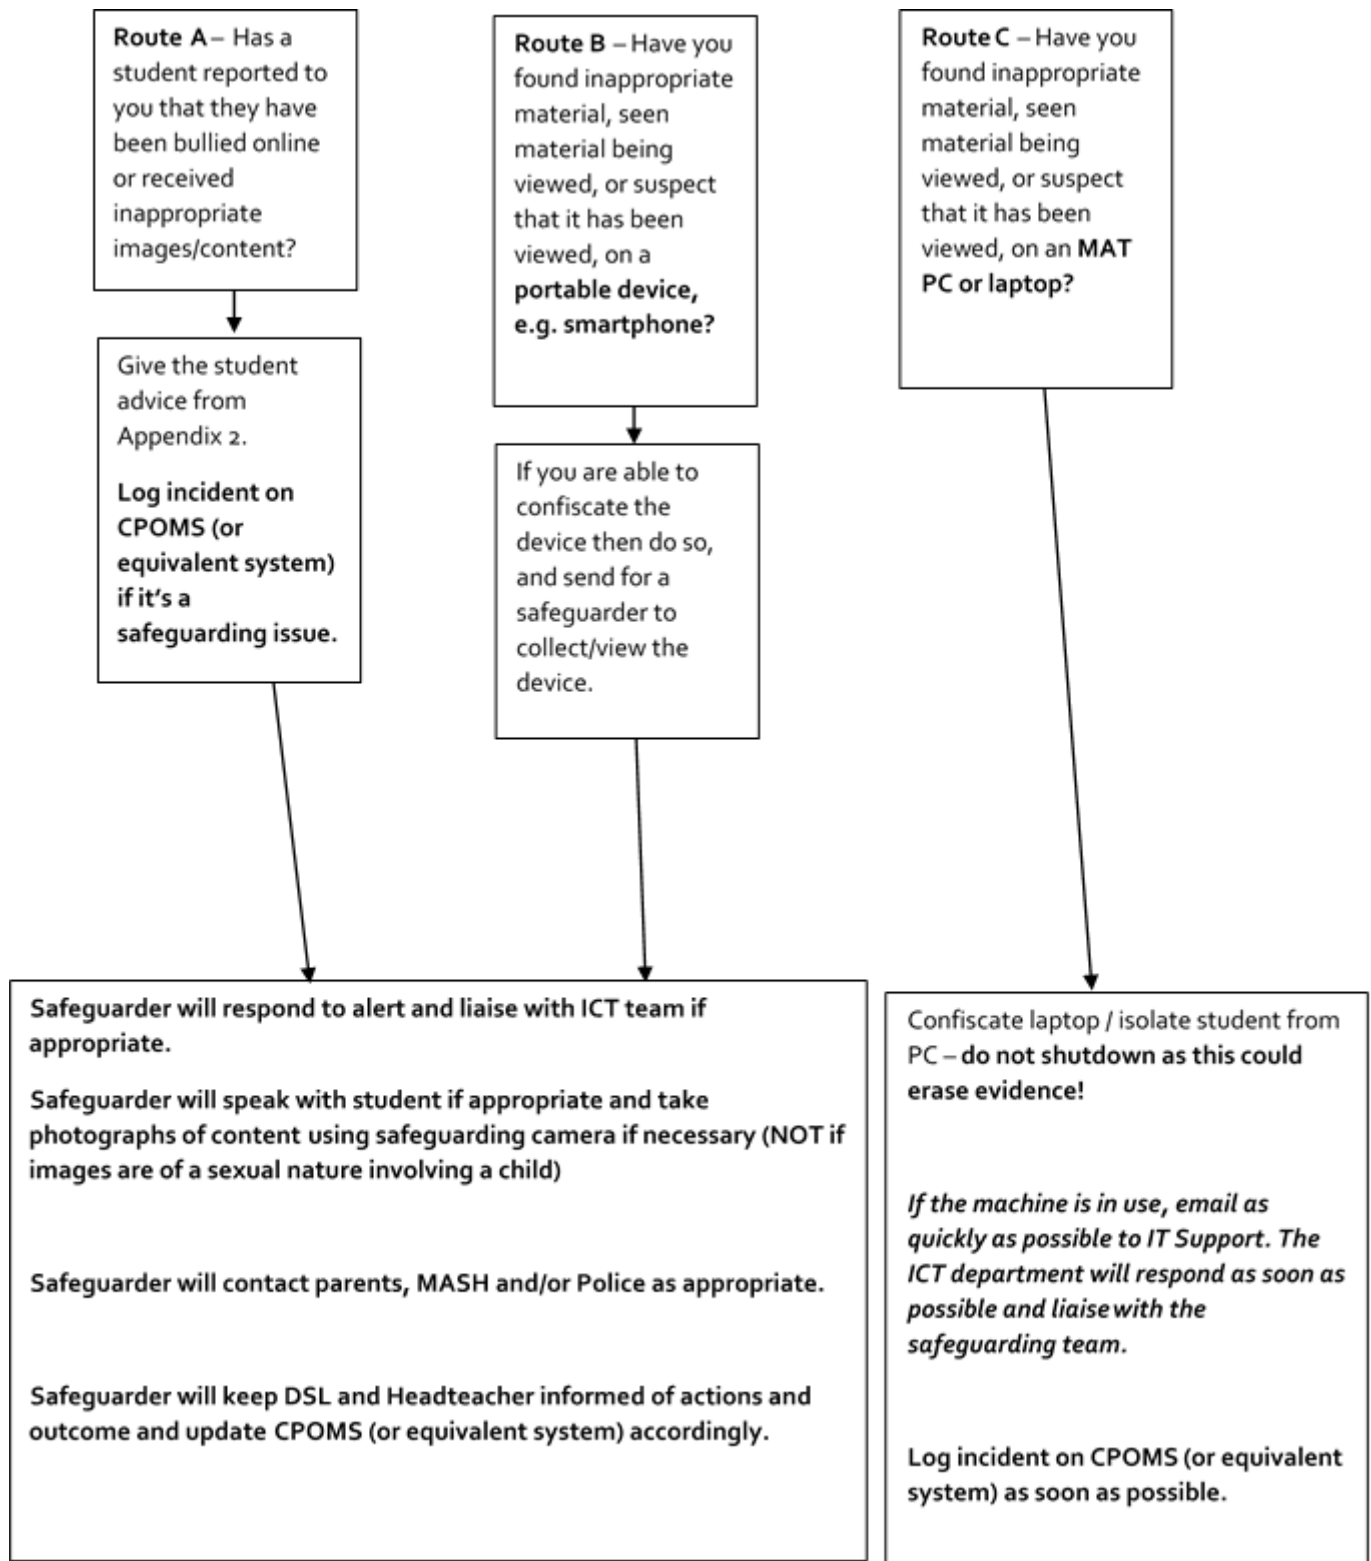 Route A – Has a
student reported to
you that they have
been bullied online
or received
inappropriate
images/content?
Give the student
advice from
Appendix 2.
Log incident on
CPOMS (or
equivalent system)
if it's a
safeguarding issue.
Route B – Have you
found inappropriate
material, seen
material being
viewed, or suspect
that it has been
viewed, on a
portable device,
e.g. smartphone?
If you are able to
confiscate the
device then do so,
and send for a
safeguarder to
collect/view the
device.
Safeguarder will respond to alert and liaise with ICT team if
appropriate.
Safeguarder will speak with student if appropriate and take
photographs of content using safeguarding camera if necessary (NOT if
images are of a sexual nature involving a child)
Safeguarder will contact parents, MASH and/or Police as appropriate.
Safeguarder will keep DSL and Headteacher informed of actions and
outcome and update CPOMS (or equivalent system) accordingly.
Route C – Have you
found inappropriate
material, seen
material being
viewed, or suspect
that it has been
viewed, on an MAT
PC or laptop?
Confiscate laptop / isolate student from
PC – do not shutdown as this could
erase evidence!
If the machine is in use, email as
quickly as possible to IT Support. The
ICT department will respond as soon as
possible and liaise with the
safeguarding team.
Log incident on CPOMS (or equivalent
system) as soon as possible.